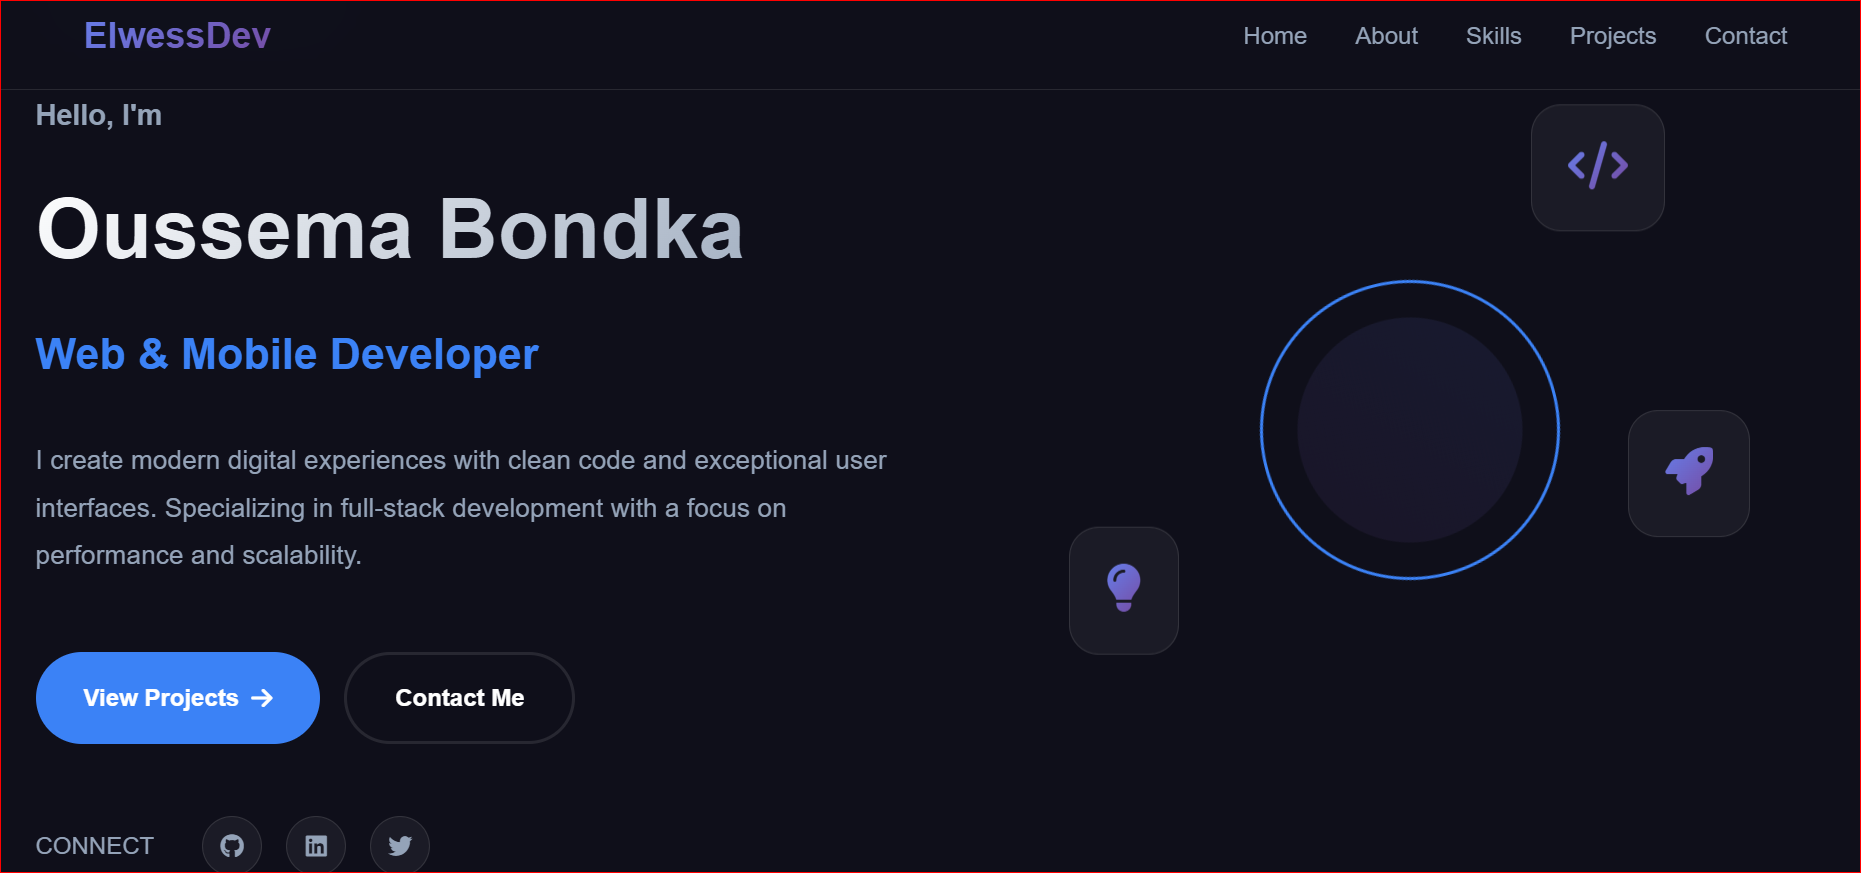 ElwessDev
Home About Skills Projects Contact
Hello, I'm
Oussema Bondka
Web & Mobile Developer
I create modern digital experiences with clean code and exceptional user
interfaces. Specializing in full-stack development with a focus on
performance and scalability.
View Projects →
Contact Me
CONNECT